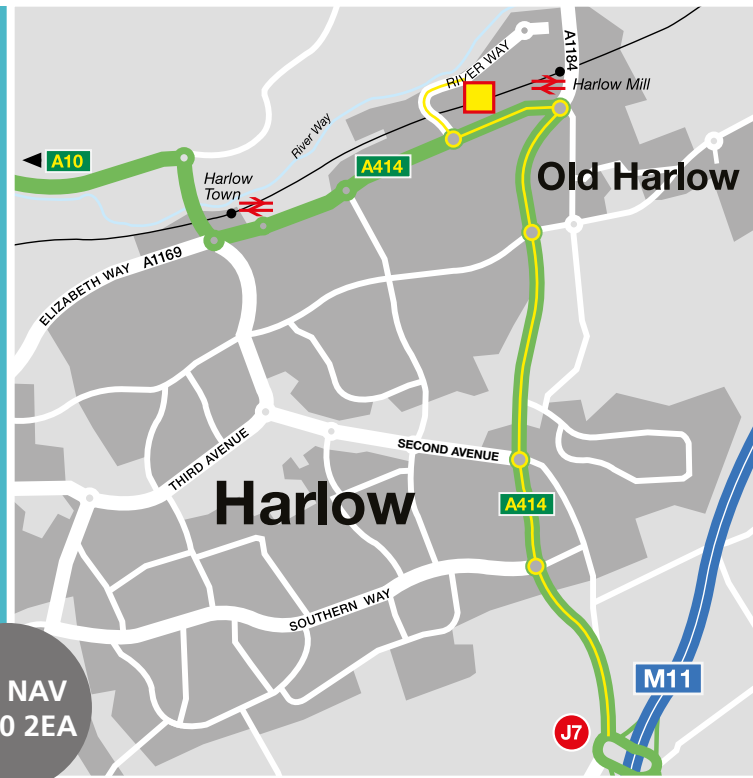 A1184
RIVER WAY
Harlow Mill
River Way
A10
A414
Old Harlow
Harlow
Town
ELIZABETH WAY A1169
THIRD AVENUE
SECOND AVENUE
Harlow
A414
SOUTHERN WAY
M11
NAV
0 2EA
J7